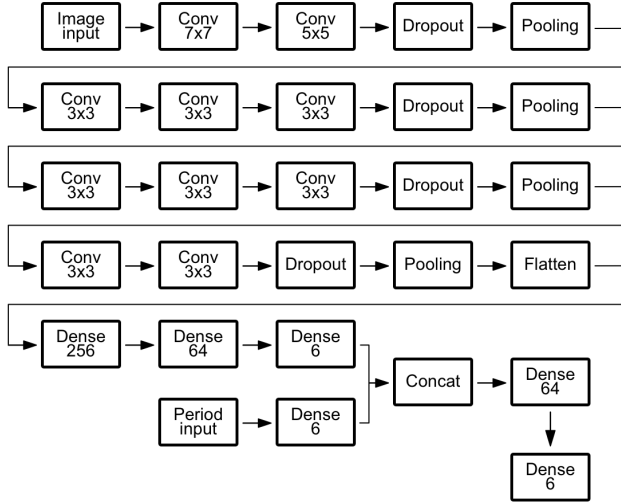 Image
input
Conv
7x7
Conv
5x5
Dropout
Pooling
Conv
3x3
Conv
3x3
Conv
3x3
Dropout
Pooling
Conv
3x3
Conv
3x3
Conv
3x3
Dropout
Pooling
Conv
3x3
Conv
3x3
Dropout
Pooling
Flatten
Dense
256
Dense
64
Dense
6
Period
input
Dense
6
Concat
Dense
64
Dense
6